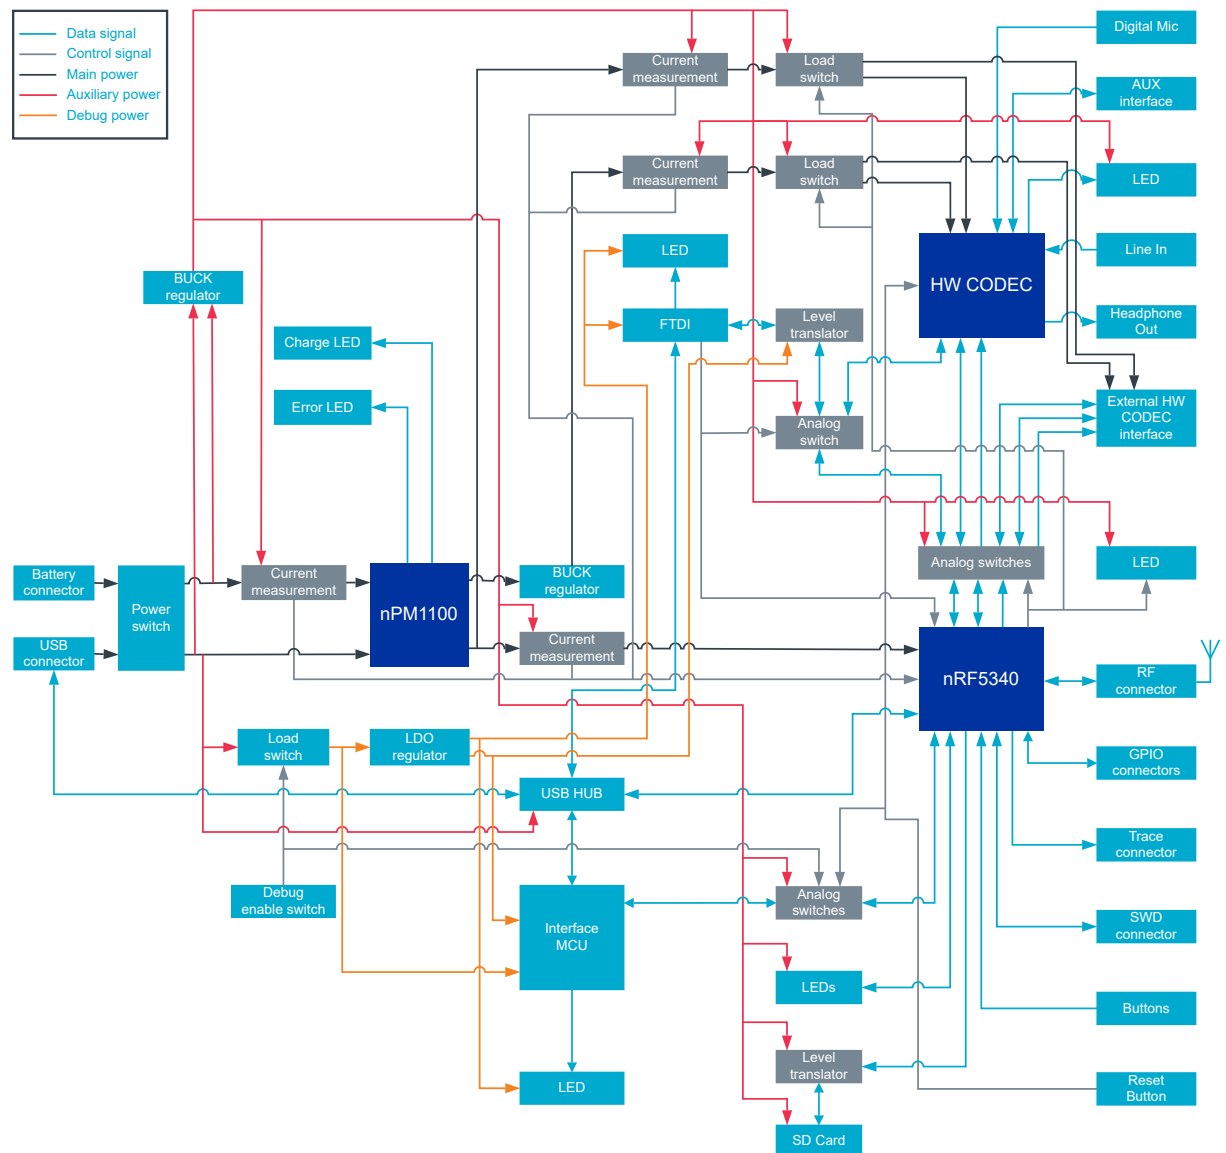 Data signal
Control signal
Main power
Auxiliary power
Debug power
Current
measurement
Load
switch
Digital Mic
AUX
interface
Current
measurement
Load
switch
LED
LED
HW CODEC
Line In
BUCK
regulator
FTDI
Level
translator
Headphone
Out
Charge LED
Error LED
Analog
switch
External HW
CODEC
interface
Battery
connector
Power
switch
USB
connector
Current
measurement
nPM1100
BUCK
regulator
Current
measurement
Analog switches
LED
nRF5340
RF
connector
Load
switch
LDO
regulator
USB HUB
GPIO
connectors
Trace
connector
Debug
enable switch
Interface
MCU
Analog
switches
SWD
connector
LEDs
Buttons
Level
translator
LED
Reset
Button
SD Card